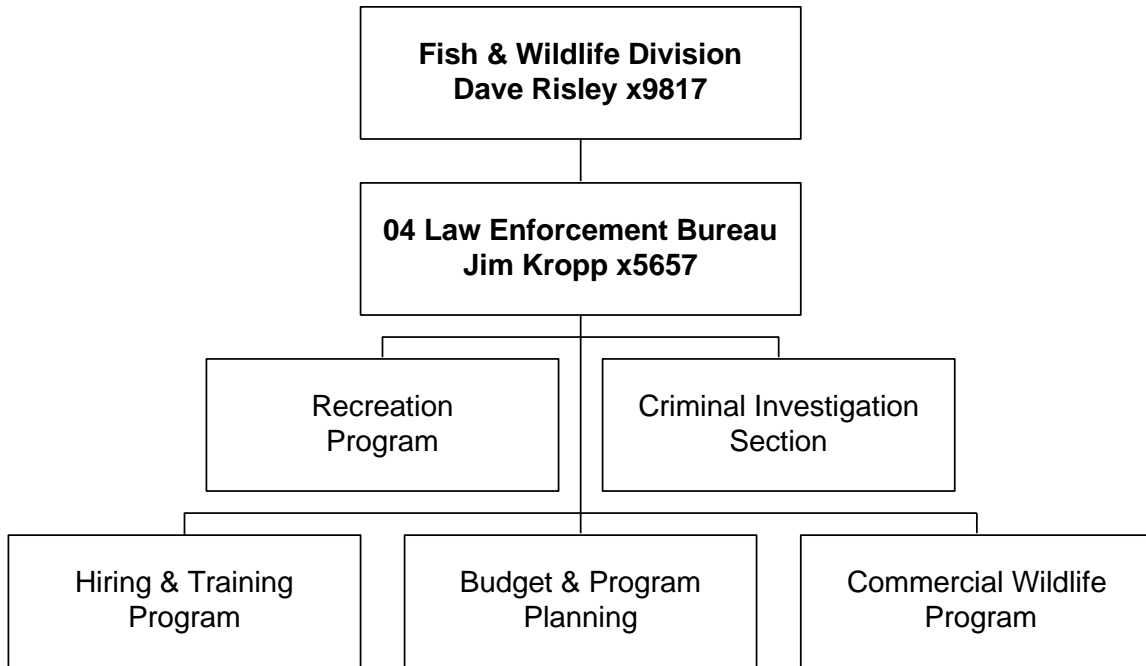 Fish & Wildlife Division
Dave Risley x9817
04 Law Enforcement Bureau
Jim Kropp x5657
Recreation
Program
Criminal Investigation
Section
Hiring & Training
Program
Budget & Program
Planning
Commercial Wildlife
Program